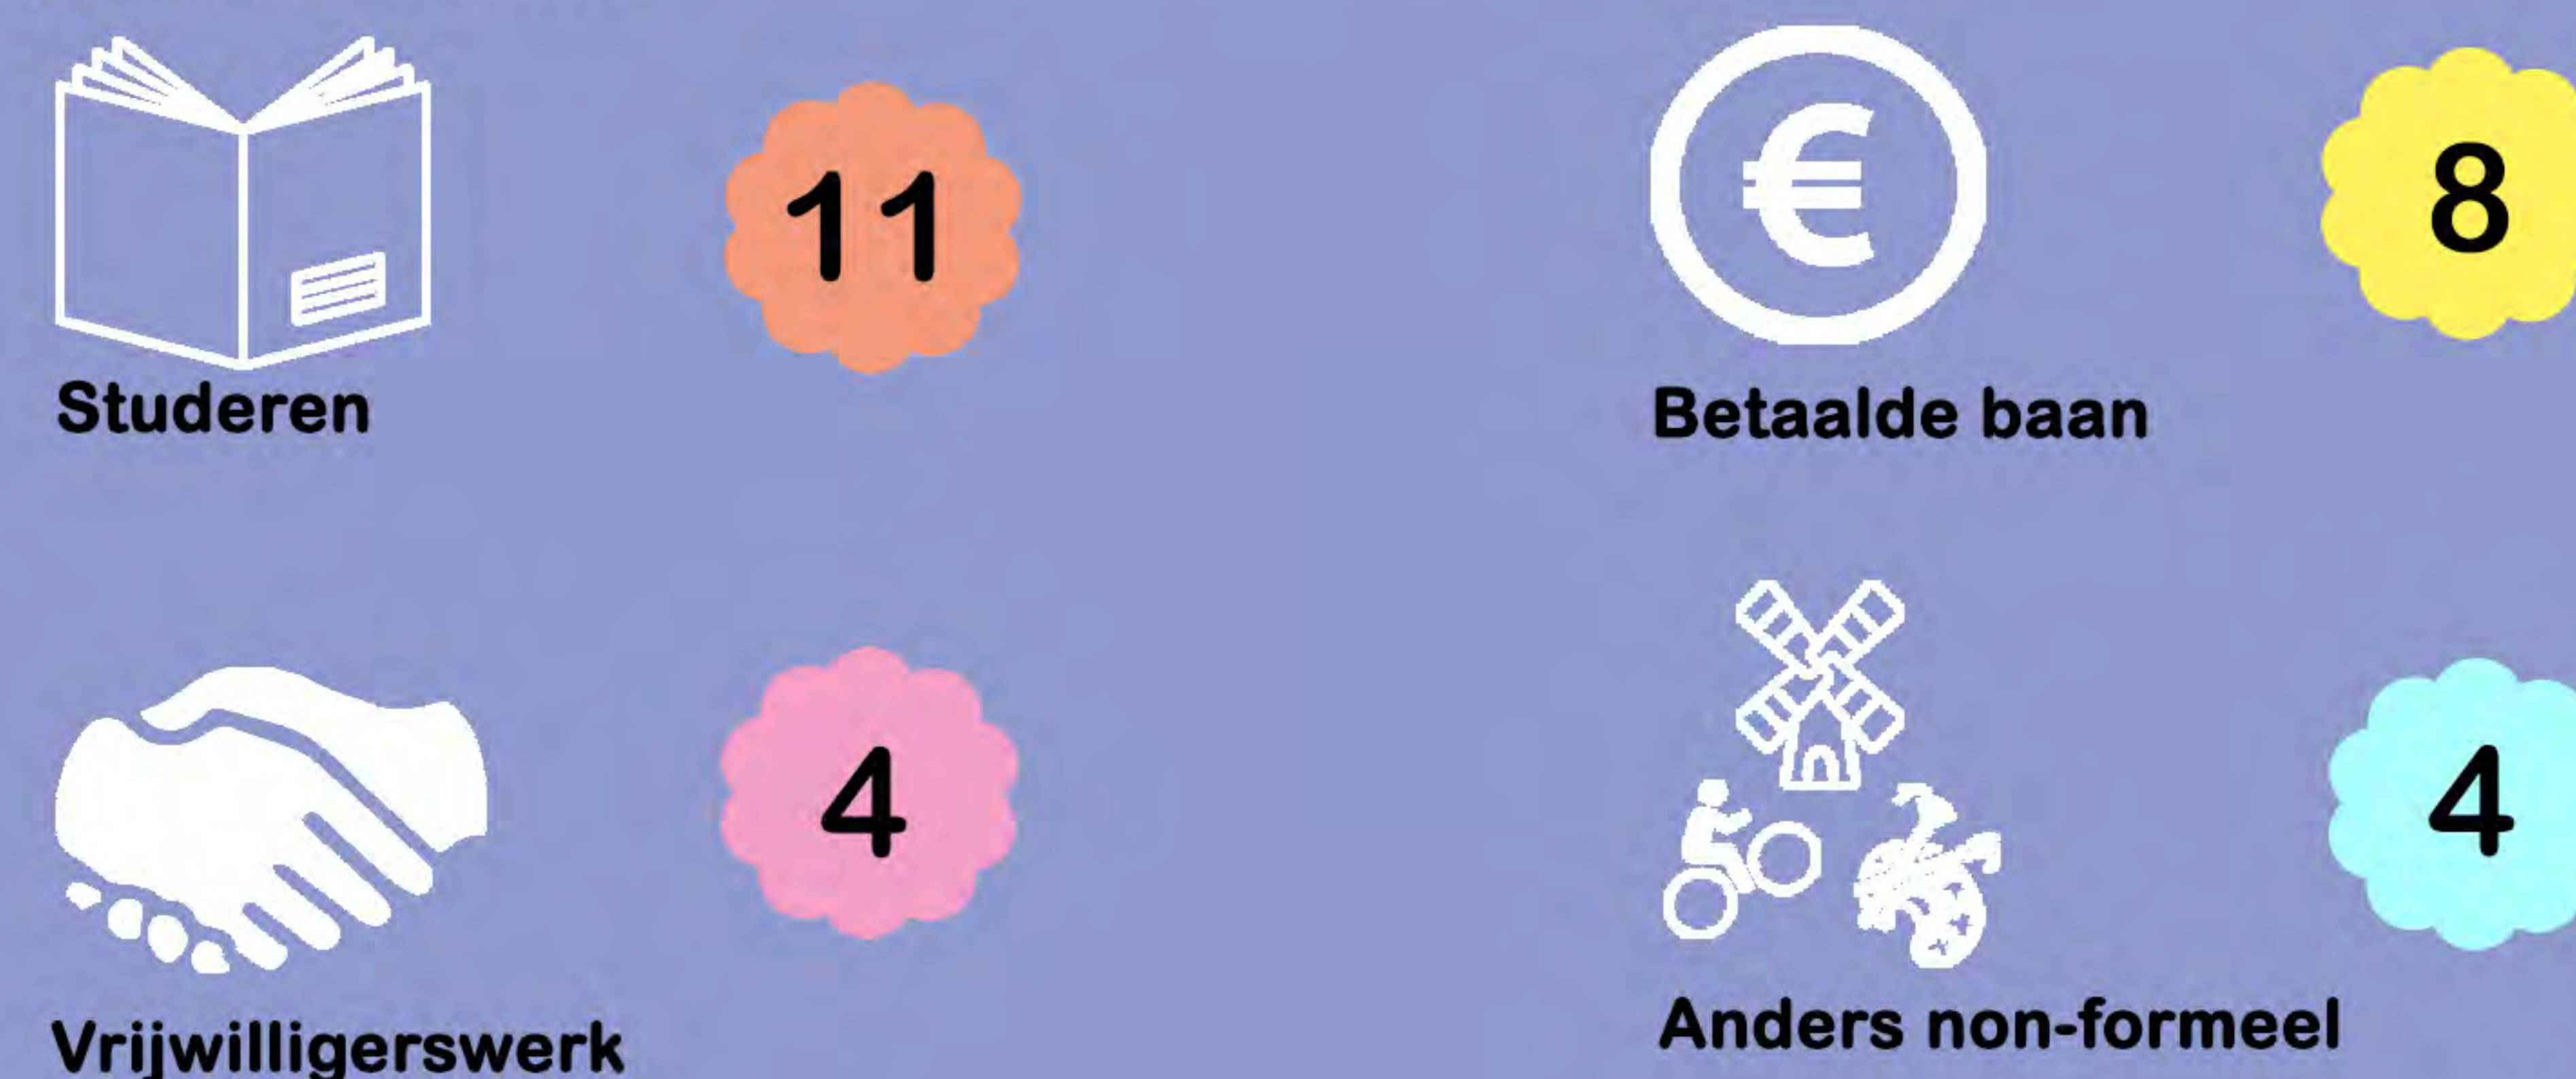 11
€
8
Studeren
Betaalde baan
4
4
Vrijwilligerswerk
Anders non-formeel